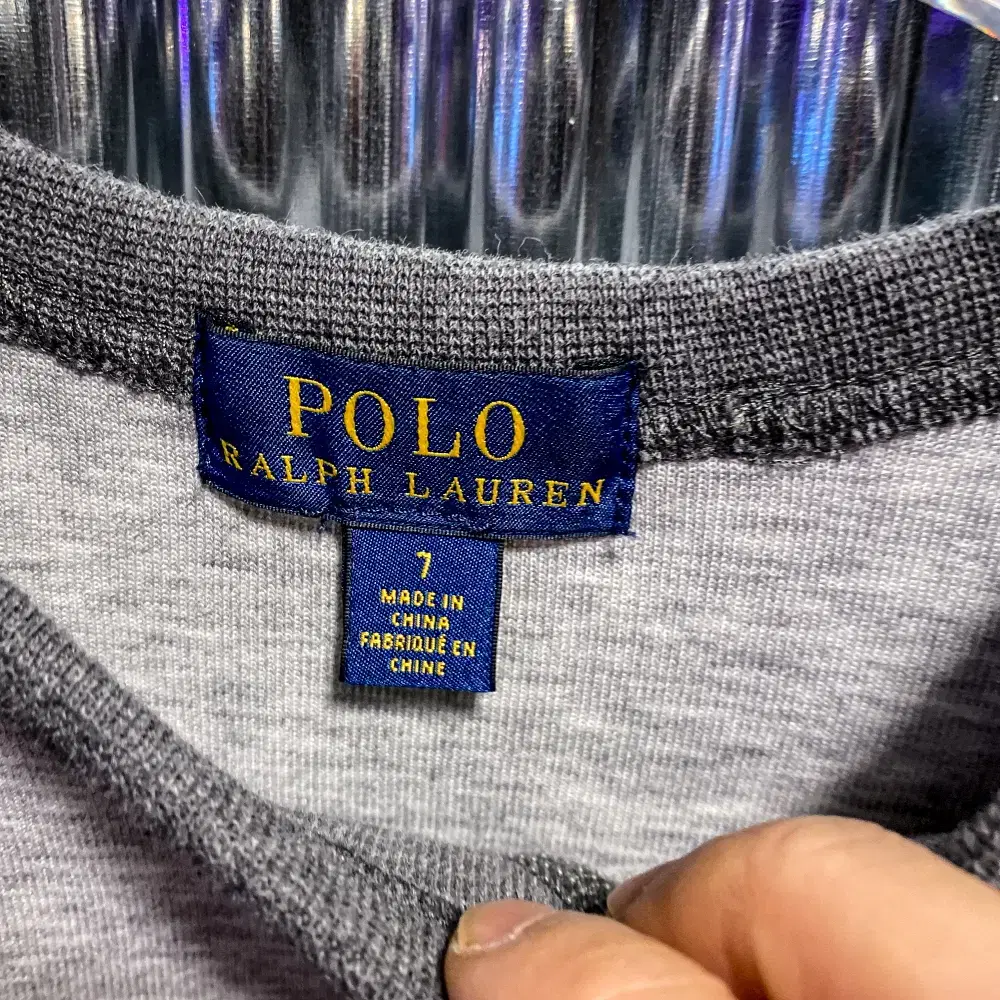 POLO
RALPH LAUREN
7
MADE IN
CHINA
FABRIQUÉ EN
CHINE